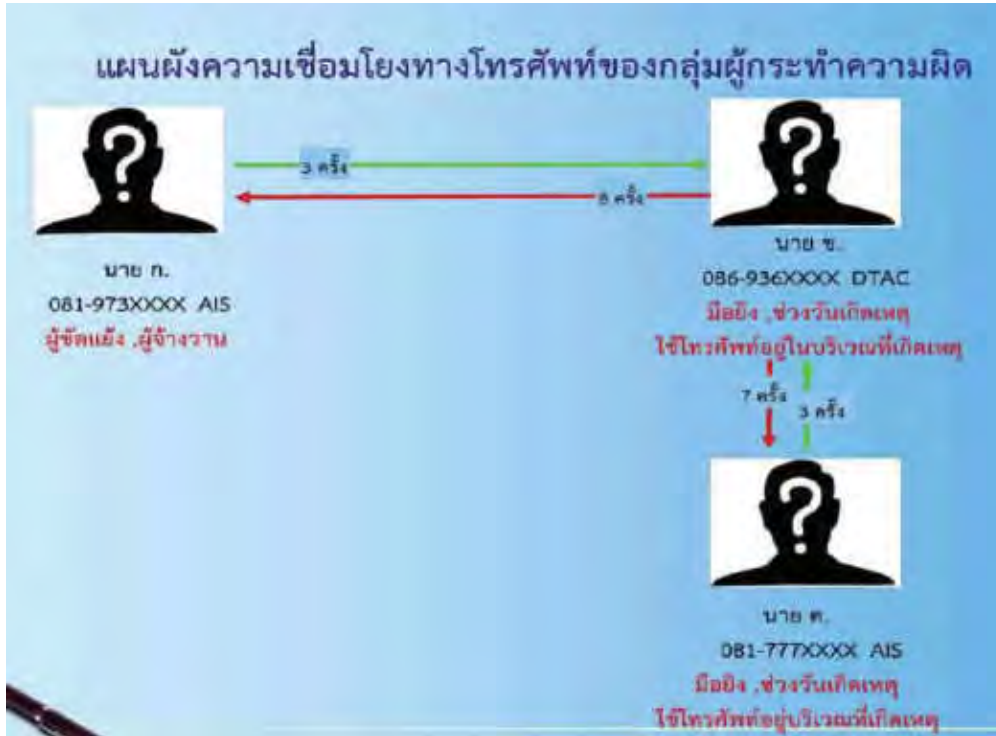 แผนผังความเชื่อมโยงทางโทรศัพท์ของกลุ่มผู้กระทำความผิด
3 ครั้ง
8 ครั้ง
นาย ก.
081-973XXXX AIS
ผู้ขัดแย้ง ,ผู้จ้างวาน
นาย ข.
086-936XXXX DTAC
มือยิง ,ช่วงวันเกิดเหตุ
ใช้โทรศัพท์อยู่ในบริเวณที่เกิดเหตุ
7 ครั้ง
3 ครั้ง
นาย ค.
081-777XXXX AIS
มือยิง ,ช่วงวันเกิดเหตุ
ใช้โทรศัพท์อยู่บริเวณที่เกิดเหตุ